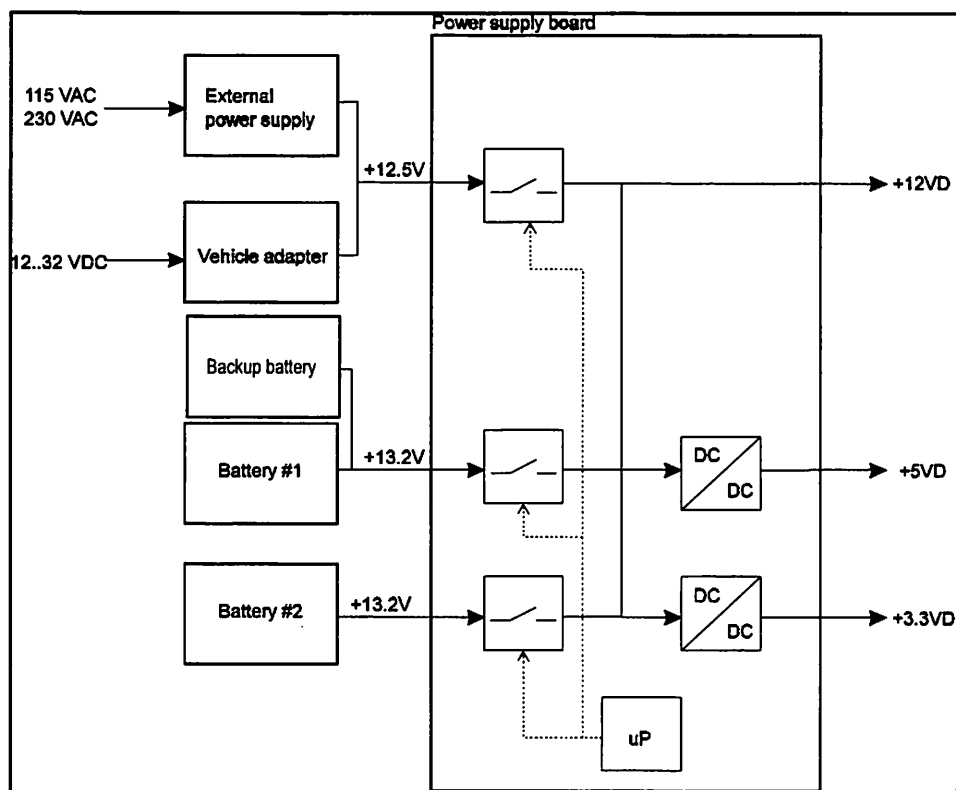 Power supply board
115 VAC
230 VAC
External
power supply
+12.5V
+12VD
12..32 VDC
Vehicle adapter
Backup battery
Battery #1
+13.2V
DC
DC
+5VD
Battery #2
+13.2V
DC
DC
+3.3VD
uP